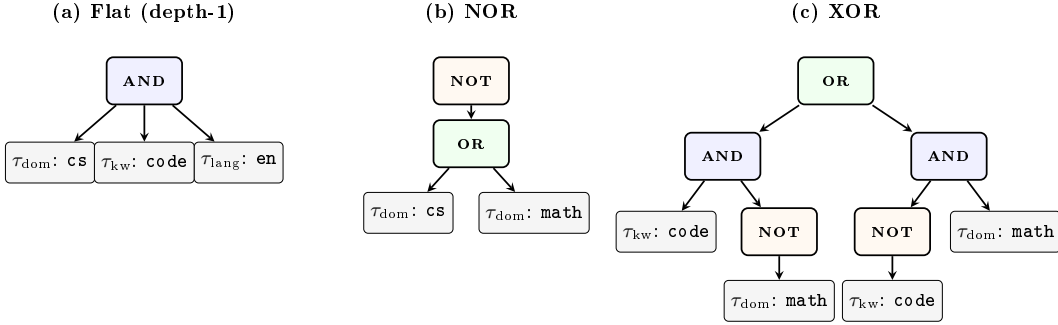 (a) Flat (depth-1)
AND
τdom: cs
τkw: code
τlang: en
(b) NOR
NOT
OR
τdom: cs
τdom: math
(c) XOR
OR
AND
AND
τkw: code
NOT
NOT
τdom: math
τdom: math
τkw: code